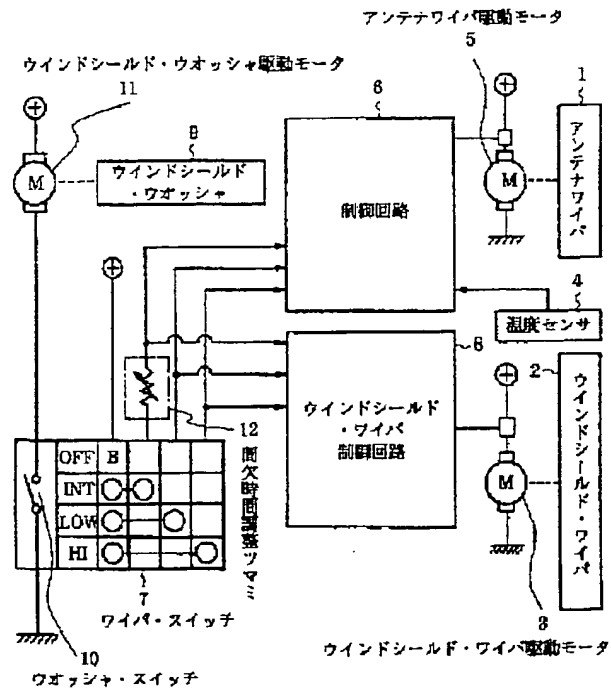 アンテナワイパ駆動モータ
5
ウインドシールド・ウオッシャ駆動モータ
11
6
1
9
M
ウインドシールド
・ウオッシャ
制御回路
M
アンテナワイパ
4
温度センサ
8
2
12
ウインドシールド
・ワイパ
制御回路
M
ウインドシールド・ワイパ
OFF B
INT
LOW
HI
間欠時間調整ツマミ
7
ワイパ・スイッチ
3
10
ウインドシールド・ワイパ駆動モータ
ウオッシャ・スイッチ